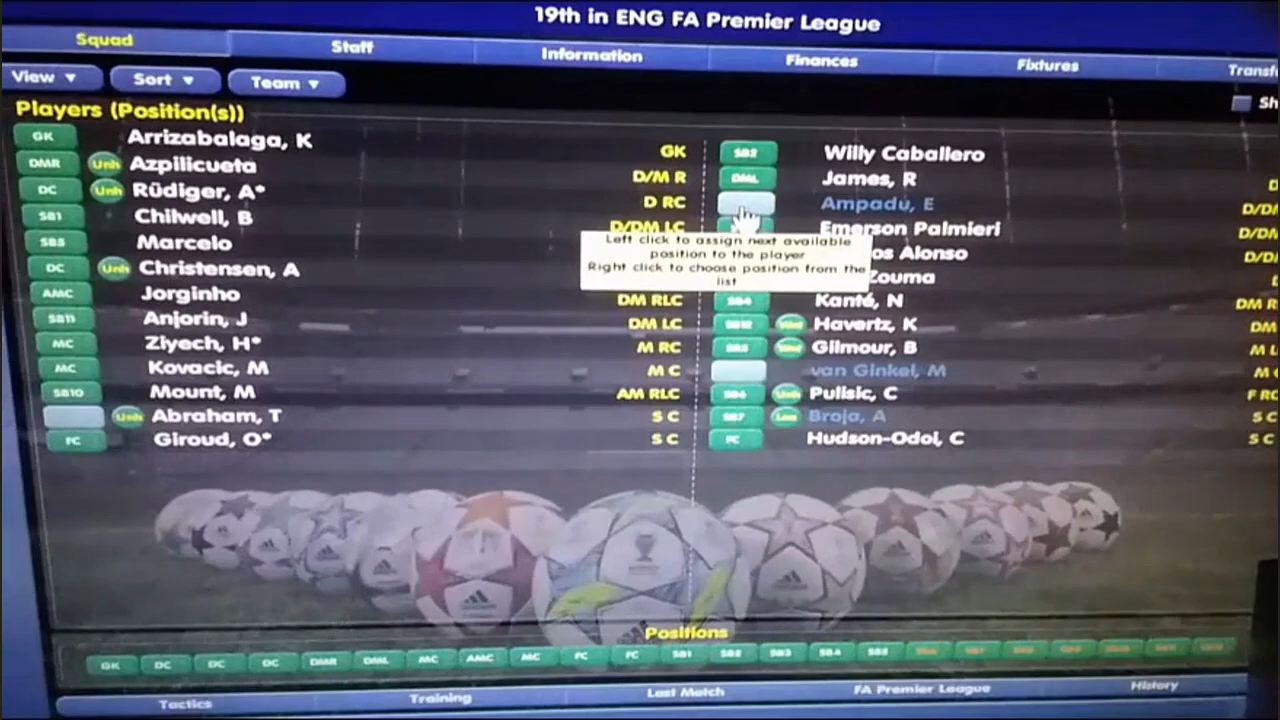 19th in ENG FA Premier League
Squad Staff Information Finances Fixtures
View Sort Team
Players (Position(s))
GK Arrizabalaga, K GK
DMR Unh Azpilicueta D/M R
DC Unh Rüdiger, A* D RC
SB1 Chilwell, B D/DM LC
SB5 Marcelo
DC Unh Christensen, A
AMC Jorginho DM RLC
SB11 Anjorin, J DM LC
MC Ziyech, H* M RC
MC Kovacic, M M C
SB10 Mount, M AM RLC
Unh Abraham, T S C
FC Giroud, O* S C
SB2 Willy Caballero
DML James, R
Ampadu, E
Emerson Palmieri
os Alonso
Zouma
SB4 Kanté, N DM R
SB12 Havertz, K DM
Gilmour, B
van Ginkel, M
SB6 Unh Pulisic, C F RC
SB7 Broja, A S C
FC Hudson-Odoi, C S C
Left click to assign next available
position to the player
Right click to choose position from the
list
Positions
GK DC DC DC DMR DML MC AMC MC FC FC SB1 SB2 SB3 SB4 SB5
Tactics Training Last Match FA Premier League History